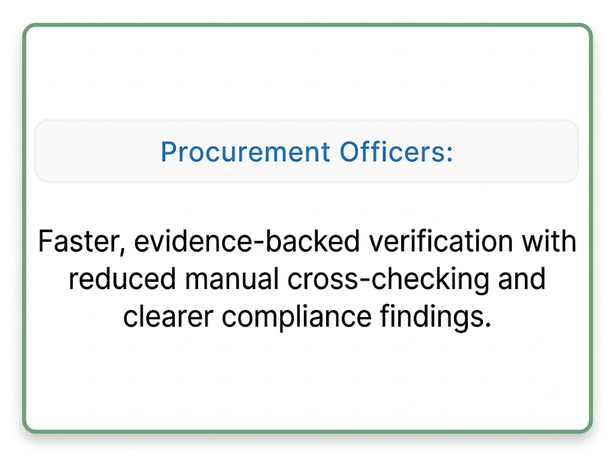 Procurement Officers:
Faster, evidence-backed verification with
reduced manual cross-checking and
clearer compliance findings.